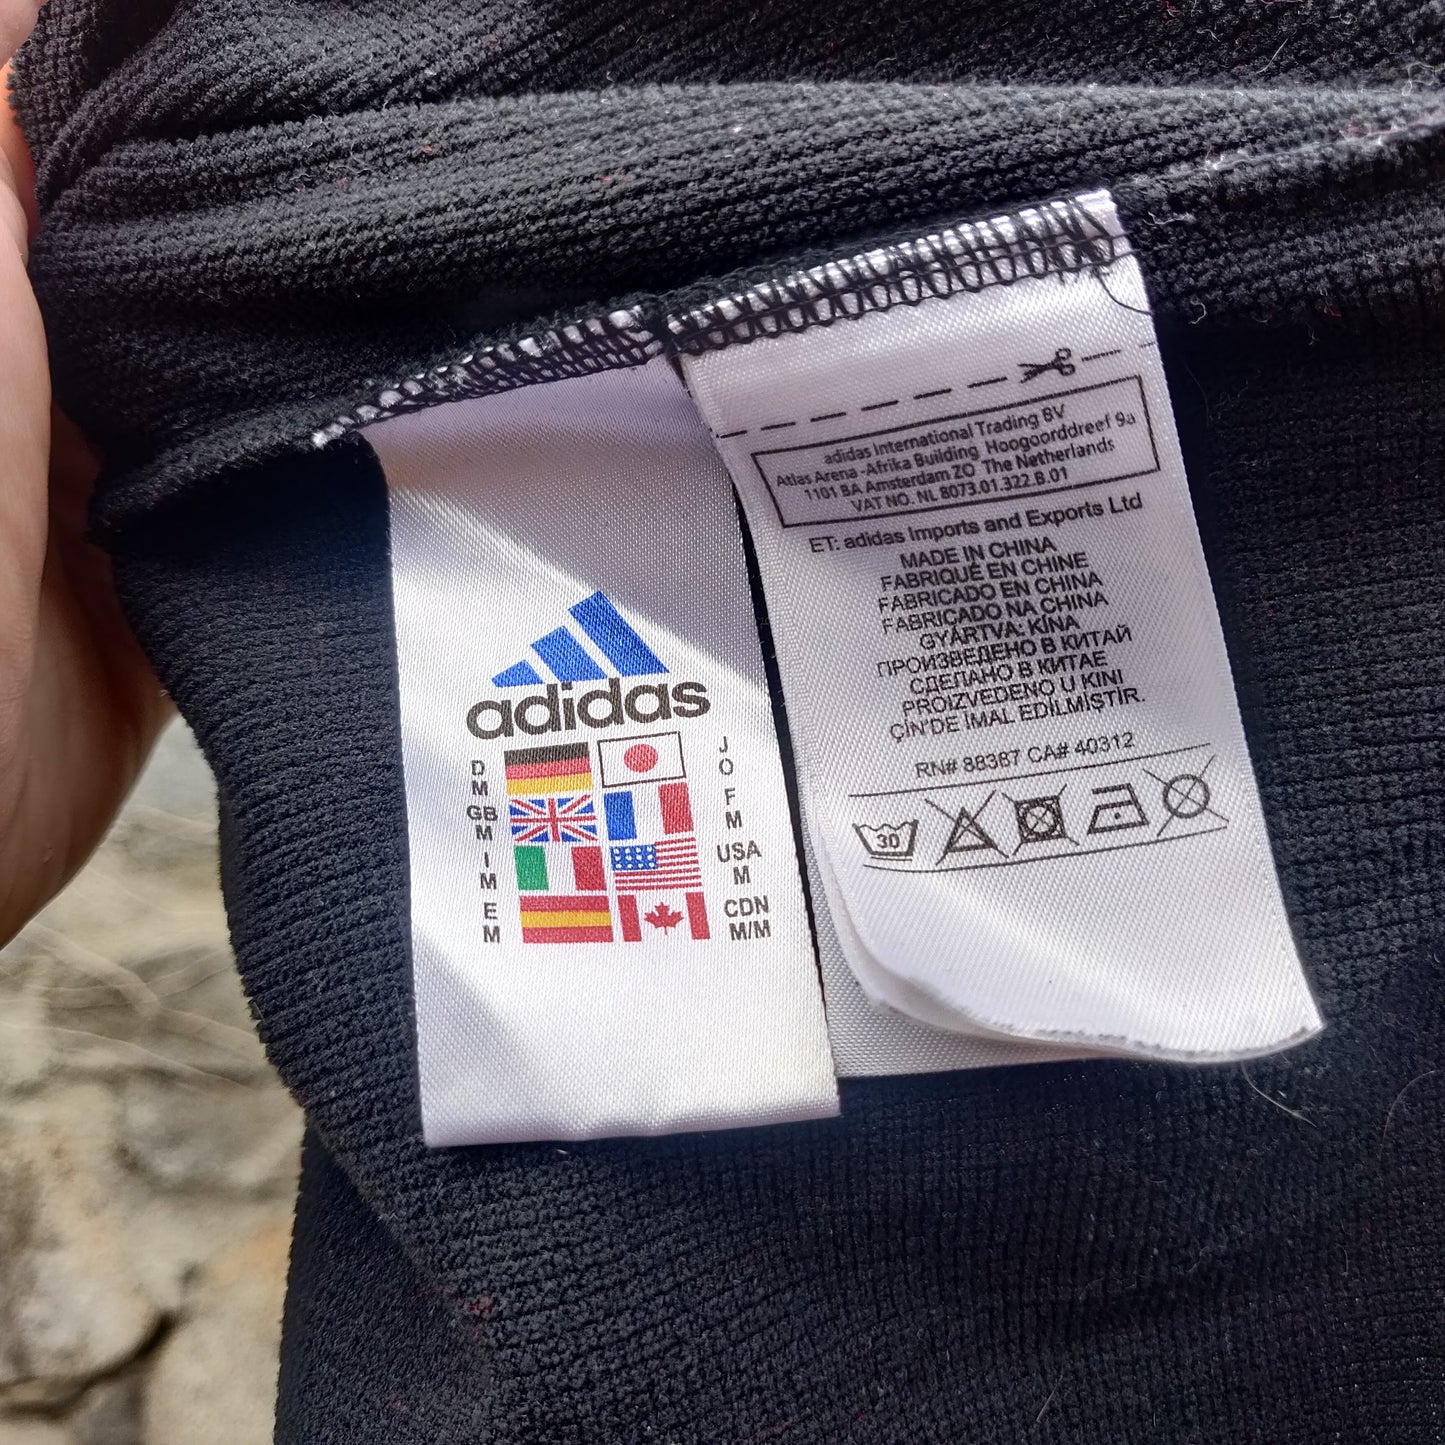 adidas
D
M
GB
M
I
M
E
M
J
O
F
M
USA
M
CDN
M/M
adidas International Trading BV
Atlas Arena -Afrika Building Hoogoorddreef 9a
1101 BA Amsterdam ZO The Netherlands
VAT NO. NL 8073.01.322.B.01
ET: adidas Imports and Exports Ltd
MADE IN CHINA
FABRIQUÉ EN CHINE
FABRICADO EN CHINA
FABRICADO NA CHINA
GYÁRTVA: KÍNA
ПРОИЗВЕДЕНО В КИТАЙ
СДЕЛАНО В КИТАЕ
PROIZVEDENO U KINI
ÇİN'DE İMAL EDİLMİŞTİR.
RN# 88387 CA# 40312
30